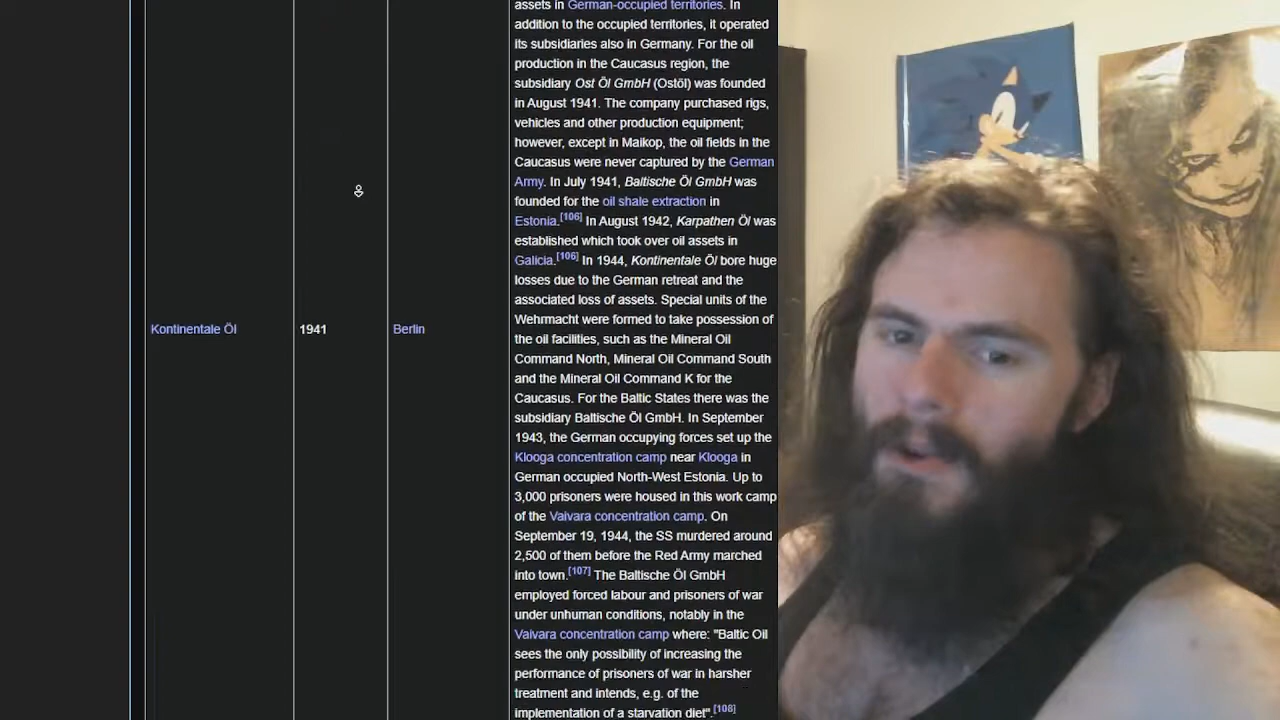 assets in German-occupied territories. In
addition to the occupied territories, it operated
its subsidiaries also in Germany. For the oil
production in the Caucasus region, the
subsidiary Ost Öl GmbH (Ostöl) was founded
in August 1941. The company purchased rigs,
vehicles and other production equipment;
however, except in Maikop, the oil fields in the
Caucasus were never captured by the German
Army. In July 1941, Baltische Öl GmbH was
founded for the oil shale extraction in
Estonia.[106] In August 1942, Karpathen Öl was
established which took over oil assets in
Galicia.[106] In 1944, Kontinentale Öl bore huge
losses due to the German retreat and the
associated loss of assets. Special units of the
Wehrmacht were formed to take possession of
Kontinentale Öl 1941 Berlin
the oil facilities, such as the Mineral Oil
Command North, Mineral Oil Command South
and the Mineral Oil Command K for the
Caucasus. For the Baltic States there was the
subsidiary Baltische Öl GmbH. In September
1943, the German occupying forces set up the
Klooga concentration camp near Klooga in
German occupied North-West Estonia. Up to
3,000 prisoners were housed in this work camp
of the Vaivara concentration camp. On
September 19, 1944, the SS murdered around
2,500 of them before the Red Army marched
into town.[107] The Baltische Öl GmbH
employed forced labour and prisoners of war
under unhuman conditions, notably in the
Vaivara concentration camp where: "Baltic Oil
sees the only possibility of increasing the
performance of prisoners of war in harsher
treatment and intends, e.g. of the
implementation of a starvation diet".[108]